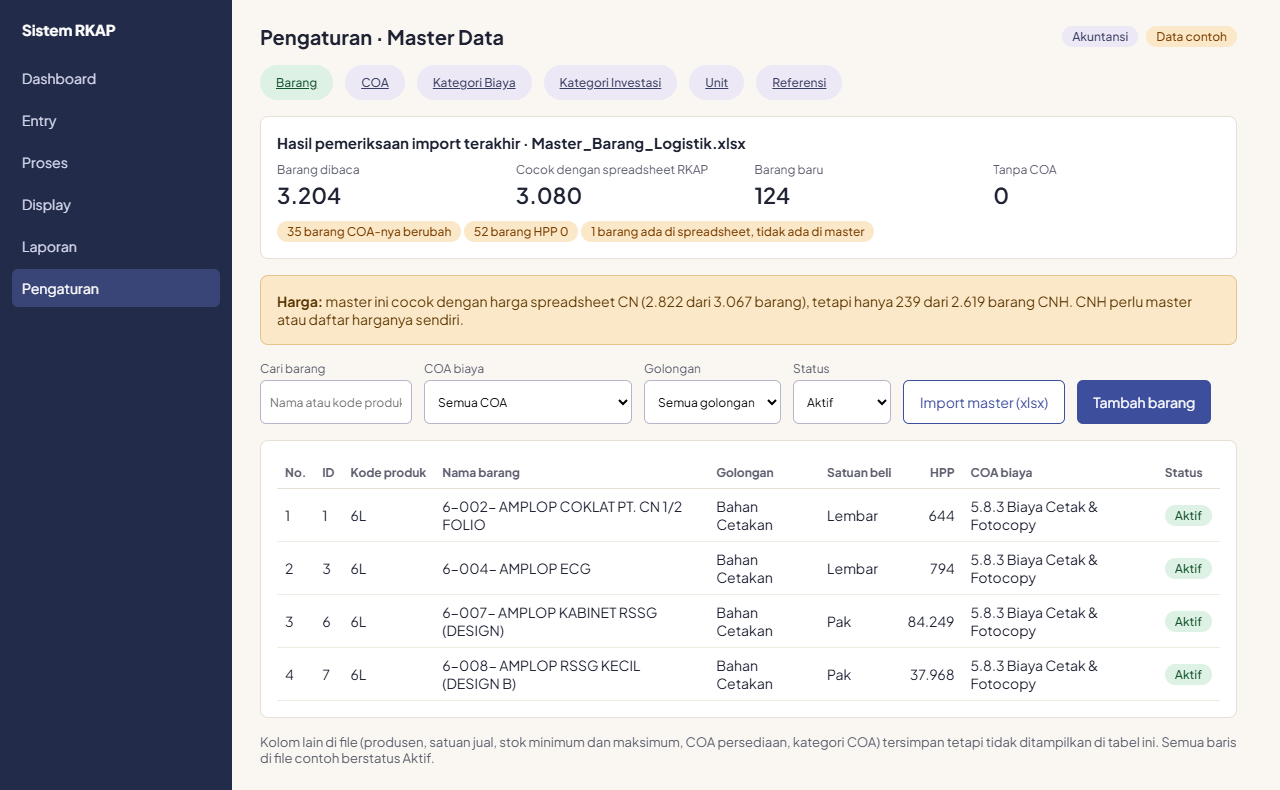 Sistem RKAP
Dashboard
Entry
Proses
Display
Laporan
Pengaturan
Pengaturan · Master Data
Akuntansi
Data contoh
Barang
COA
Kategori Biaya
Kategori Investasi
Unit
Referensi
Hasil pemeriksaan import terakhir · Master_Barang_Logistik.xlsx
Barang dibaca
3.204
Cocok dengan spreadsheet RKAP
3.080
Barang baru
124
Tanpa COA
0
35 barang COA-nya berubah
52 barang HPP 0
1 barang ada di spreadsheet, tidak ada di master
Harga: master ini cocok dengan harga spreadsheet CN (2.822 dari 3.067 barang), tetapi hanya 239 dari 2.619 barang CNH. CNH perlu master
atau daftar harganya sendiri.
Cari barang
Nama atau kode produk
COA biaya
Semua COA
Golongan
Semua golongan
Status
Aktif
Import master (xlsx)
Tambah barang
No. ID Kode produk Nama barang Golongan Satuan beli HPP COA biaya Status
1 1 6L 6-002- AMPLOP COKLAT PT. CN 1/2 FOLIO Bahan Cetakan Lembar 644 5.8.3 Biaya Cetak & Fotocopy Aktif
2 3 6L 6-004- AMPLOP ECG Bahan Cetakan Lembar 794 5.8.3 Biaya Cetak & Fotocopy Aktif
3 6 6L 6-007- AMPLOP KABINET RSSG (DESIGN) Bahan Cetakan Pak 84.249 5.8.3 Biaya Cetak & Fotocopy Aktif
4 7 6L 6-008- AMPLOP RSSG KECIL (DESIGN B) Bahan Cetakan Pak 37.968 5.8.3 Biaya Cetak & Fotocopy Aktif
Kolom lain di file (produsen, satuan jual, stok minimum dan maksimum, COA persediaan, kategori COA) tersimpan tetapi tidak ditampilkan di tabel ini. Semua baris
di file contoh berstatus Aktif.